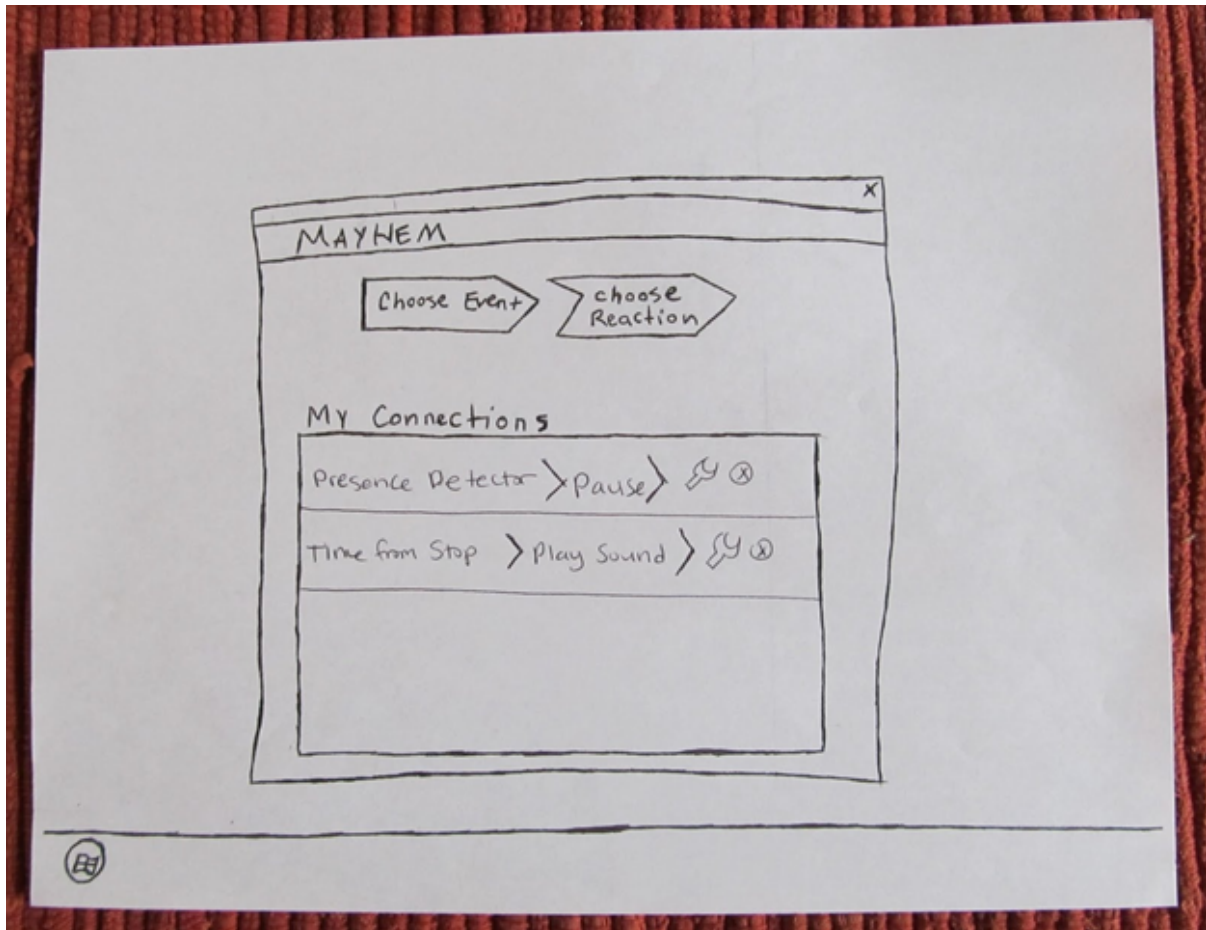 X
MAYHEM
Choose Event
choose
Reaction
My Connections
Presence Detector > Pause >
Time from Stop > Play Sound >